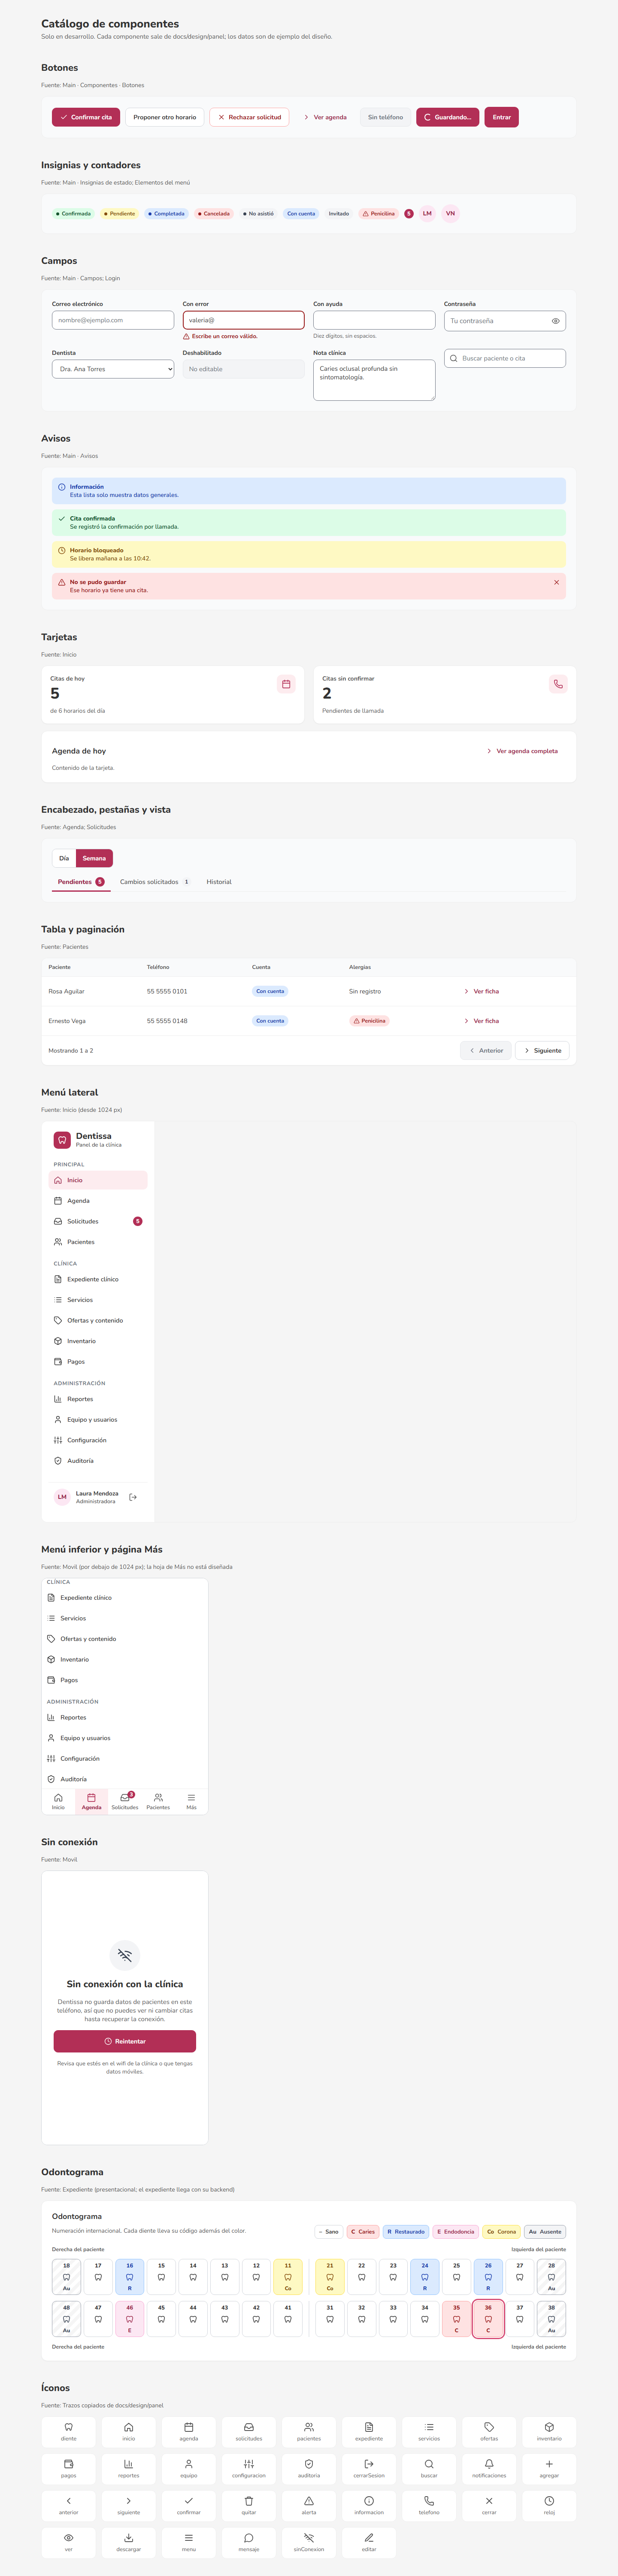 Catálogo de componentes
Solo en desarrollo. Cada componente sale de docs/design/panel; los datos son de ejemplo del diseño.
Botones
Fuente: Main · Componentes · Botones
Confirmar cita Proponer otro horario Rechazar solicitud Ver agenda Sin teléfono Guardando... Entrar
Insignias y contadores
Fuente: Main · Insignias de estado; Elementos del menú
Confirmada Pendiente Completada Cancelada No asistió Con cuenta Invitado Penicilina 5 LM VN
Campos
Fuente: Main · Campos; Login
Correo electrónico Con error Con ayuda Contraseña
nombre@ejemplo.com valeria@ Tu contraseña
Escribe un correo válido. Diez dígitos, sin espacios.
Dentista Deshabilitado Nota clínica
Dra. Ana Torres No editable Caries oclusal profunda sin Buscar paciente o cita
sintomatología.
Avisos
Fuente: Main · Avisos
Información
Esta lista solo muestra datos generales.
Cita confirmada
Se registró la confirmación por llamada.
Horario bloqueado
Se libera mañana a las 10:42.
No se pudo guardar
Ese horario ya tiene una cita.
Tarjetas
Fuente: Inicio
Citas de hoy Citas sin confirmar
5 2
de 6 horarios del día Pendientes de llamada
Agenda de hoy Ver agenda completa
Contenido de la tarjeta.
Encabezado, pestañas y vista
Fuente: Agenda; Solicitudes
Día Semana
Pendientes 5 Cambios solicitados 1 Historial
Tabla y paginación
Fuente: Pacientes
Paciente Teléfono Cuenta Alergias
Rosa Aguilar 55 5555 0101 Con cuenta Sin registro Ver ficha
Ernesto Vega 55 5555 0148 Con cuenta Penicilina Ver ficha
Mostrando 1 a 2 Anterior Siguiente
Menú lateral
Fuente: Inicio (desde 1024 px)
Dentissa
Panel de la clínica
PRINCIPAL
Inicio
Agenda
Solicitudes 5
Pacientes
CLÍNICA
Expediente clínico
Servicios
Ofertas y contenido
Inventario
Pagos
ADMINISTRACIÓN
Reportes
Equipo y usuarios
Configuración
Auditoría
LM Laura Mendoza
Administradora
Menú inferior y página Más
Fuente: Movil (por debajo de 1024 px); la hoja de Más no está diseñada
CLÍNICA
Expediente clínico
Servicios
Ofertas y contenido
Inventario
Pagos
ADMINISTRACIÓN
Reportes
Equipo y usuarios
Configuración
Auditoría
3
Inicio Agenda Solicitudes Pacientes Más
Sin conexión
Fuente: Movil
Sin conexión con la clínica
Dentissa no guarda datos de pacientes en este
teléfono, así que no puedes ver ni cambiar citas
hasta recuperar la conexión.
Reintentar
Revisa que estés en el wifi de la clínica o que tengas
datos móviles.
Odontograma
Fuente: Expediente (presentacional; el expediente llega con su backend)
Odontograma
Numeración internacional. Cada diente lleva su código además del color. – Sano C Caries R Restaurado E Endodoncia Co Corona Au Ausente
Derecha del paciente Izquierda del paciente
18 17 16 15 14 13 12 11 21 22 23 24 25 26 27 28
Au R Co Co R R Au
48 47 46 45 44 43 42 41 31 32 33 34 35 36 37 38
Au E C C Au
Derecha del paciente Izquierda del paciente
Íconos
Fuente: Trazos copiados de docs/design/panel
diente inicio agenda solicitudes pacientes expediente servicios ofertas inventario
pagos reportes equipo configuracion auditoria cerrarSesion buscar notificaciones agregar
anterior siguiente confirmar quitar alerta informacion telefono cerrar reloj
ver descargar menu mensaje sinConexion editar